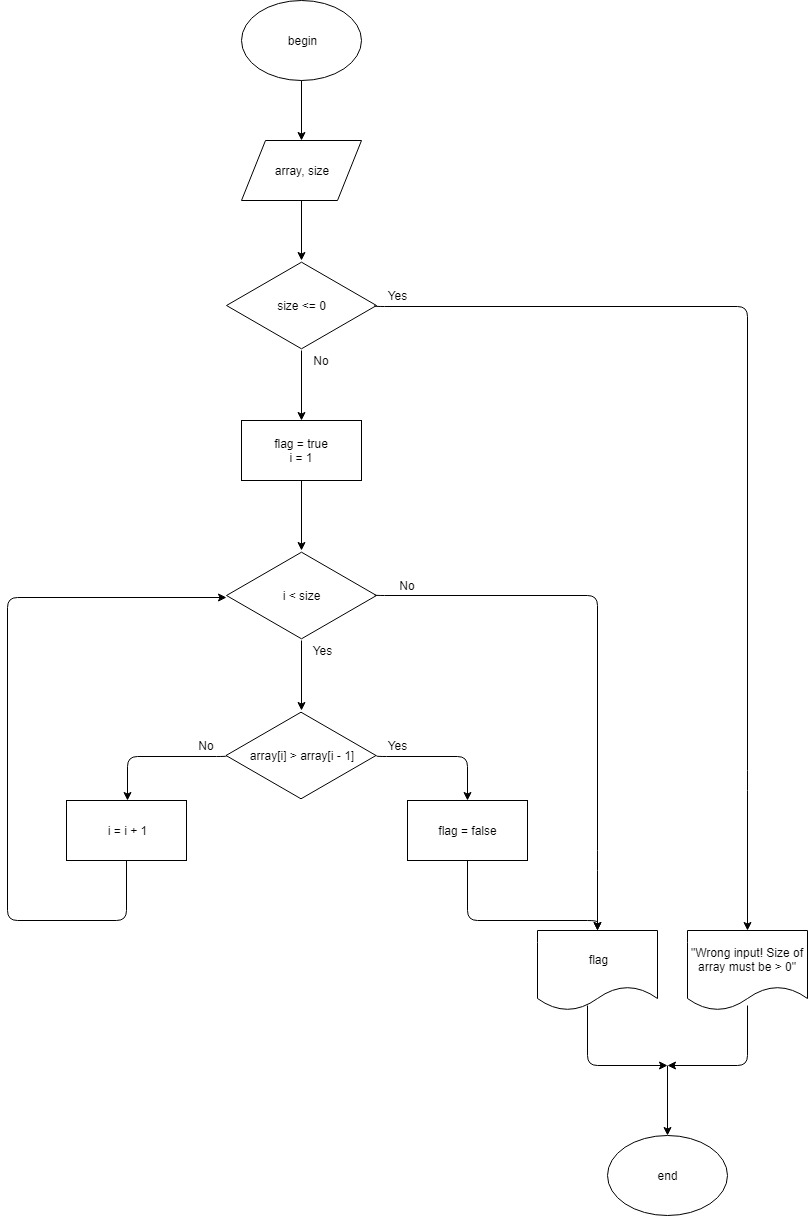 begin
array, size
size <= 0
Yes
No
flag = true
i = 1
i < size
No
Yes
array[i] > array[i - 1]
No
Yes
i = i + 1
flag = false
flag
"Wrong input! Size of
array must be > 0"
end